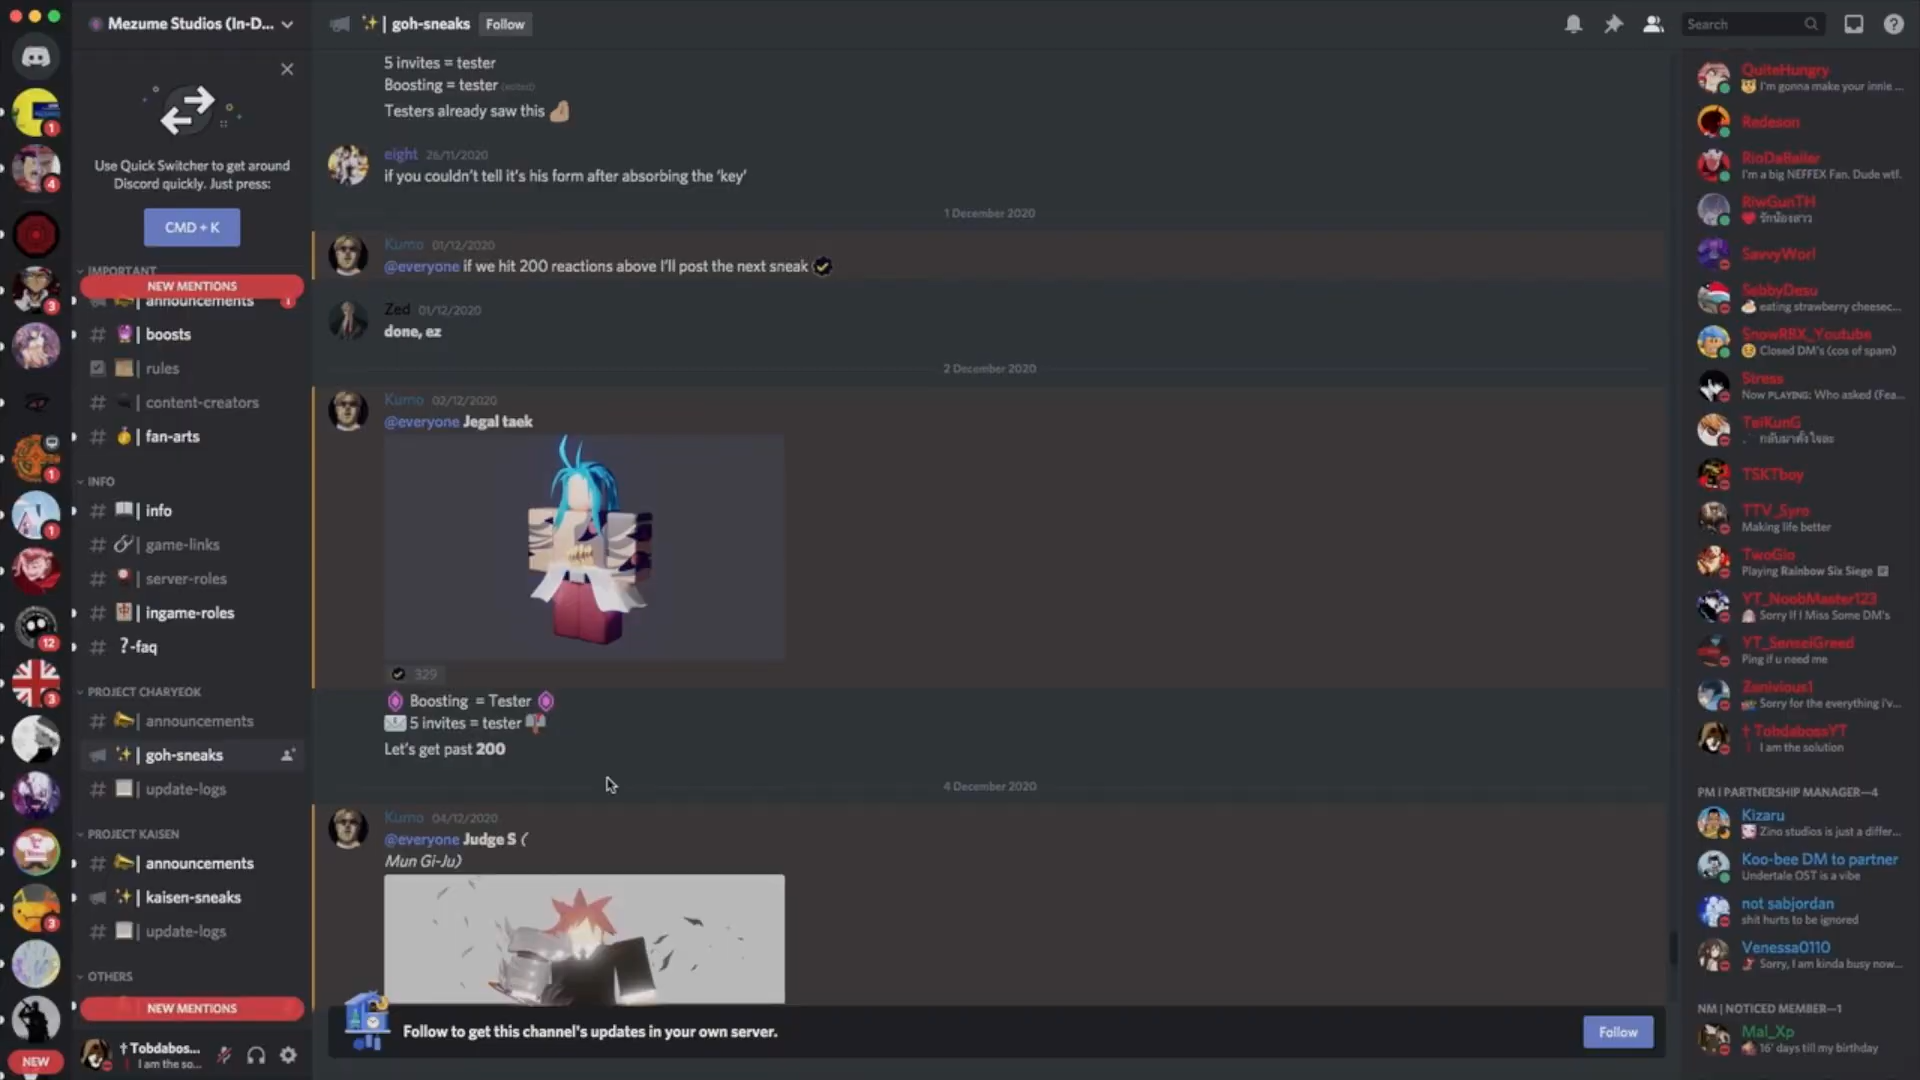 Mezume Studios (In-D...
Use Quick Switcher to get around
Discord quickly. Just press:
CMD + K
IMPORTANT
NEW MENTIONS
announcements
1
boosts
rules
content-creators
fan-arts
INFO
info
game-links
server-roles
ingame-roles
?-faq
PROJECT CHARYEOK
announcements
goh-sneaks
update-logs
PROJECT KAISEN
announcements
kaisen-sneaks
update-logs
OTHERS
NEW MENTIONS
†Tobdabos...
I am the so...
1
4
3
1
1
12
3
3
NEW
goh-sneaks
Follow
Search
5 invites = tester
Boosting = tester (edited)
Testers already saw this
eight 26/11/2020
if you couldn't tell it's his form after absorbing the 'key'
1 December 2020
Kumo 01/12/2020
@everyone if we hit 200 reactions above I'll post the next sneak
Zed 01/12/2020
done, ez
2 December 2020
Kumo 02/12/2020
@everyone Jegal taek
329
Boosting = Tester
5 invites = tester
Let's get past 200
4 December 2020
Kumo 04/12/2020
@everyone Judge S (
Mun Gi-Ju)
Follow to get this channel's updates in your own server.
Follow
QuiteHungry
I'm gonna make your innie ...
Redeson
RioDaBaller
I'm a big NEFFEX Fan. Dude wtf.
RiwGunTH
รักน้องสาว
SavvyWorl
SebbyDesu
eating strawberry cheesec...
SnowRBX_Youtube
Closed DM's (cos of spam)
Stress
Now PLAYING: Who asked (Fea...
TeiKunG
กลับมาตั้งใจละ
TSKTboy
TTV_Syro
Making life better
TwoGio
Playing Rainbow Six Siege
YT_NoobMaster123
Sorry If I Miss Some DM's
YT_SenseiGreed
Ping if u need me
Zenivious1
Sorry for the everything i'v...
† TobdabossYT
I am the solution
PM | PARTNERSHIP MANAGER—4
Kizaru
Zino studios is just a differ...
Koo-bee DM to partner
Undertale OST is a vibe
not sabjordan
shit hurts to be ignored
Venessa0110
Sorry, I am kinda busy now...
NM | NOTICED MEMBER—1
Mal_Xp
16' days till my birthday